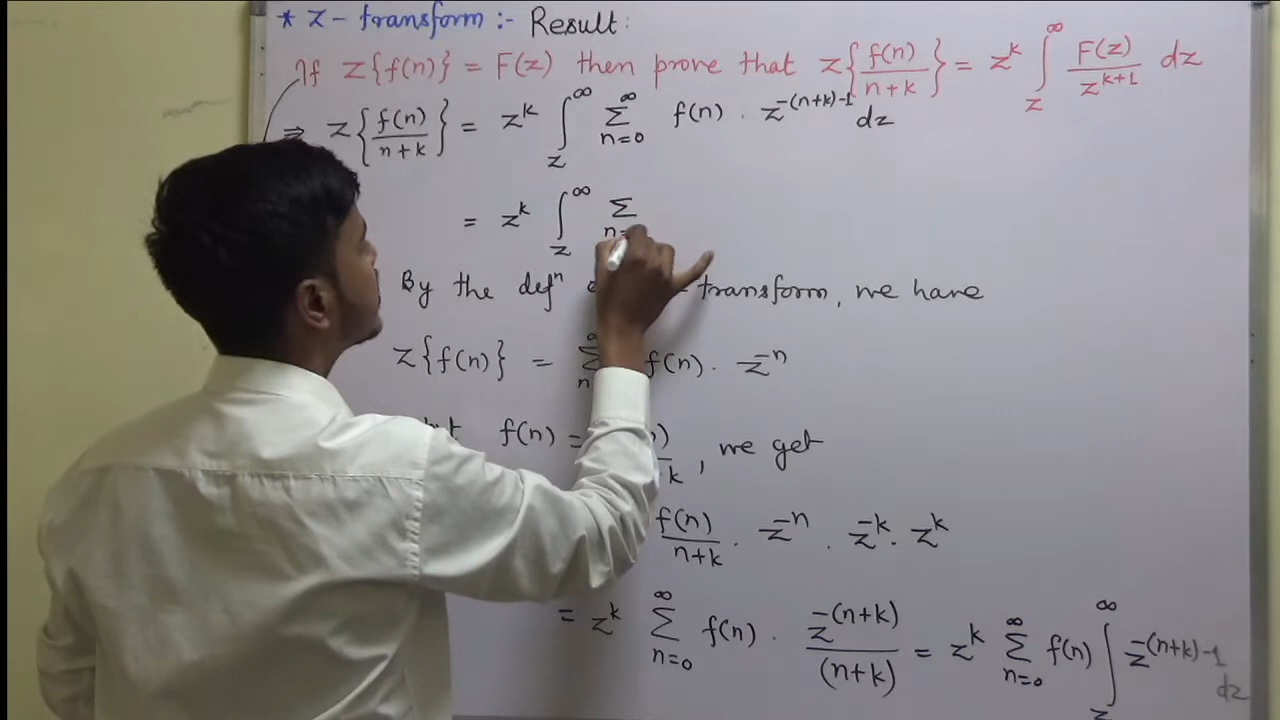 * Z - transform :- Result :
If Z{f(n)} = F(z) then prove that Z{f(n)/(n+k)} = z^k ∫_z^∞ F(z)/z^(k+1) dz
⇒ Z{f(n)/(n+k)} = z^k ∫_z^∞ Σ_(n=0)^∞ f(n) . z^(-(n+k)-1) dz
= z^k ∫_z^∞ Σ
By the defⁿ transform, we have
Z{f(n)} = Σ f(n) . z^(-n)
f(n) = k, we get
f(n)/(n+k) . z^(-n) . z^(-k) . z^k
= z^k Σ_(n=0)^∞ f(n) . z^(-(n+k))/(n+k) = z^k Σ_(n=0)^∞ f(n) ∫_z^∞ z^(-(n+k)-1) dz